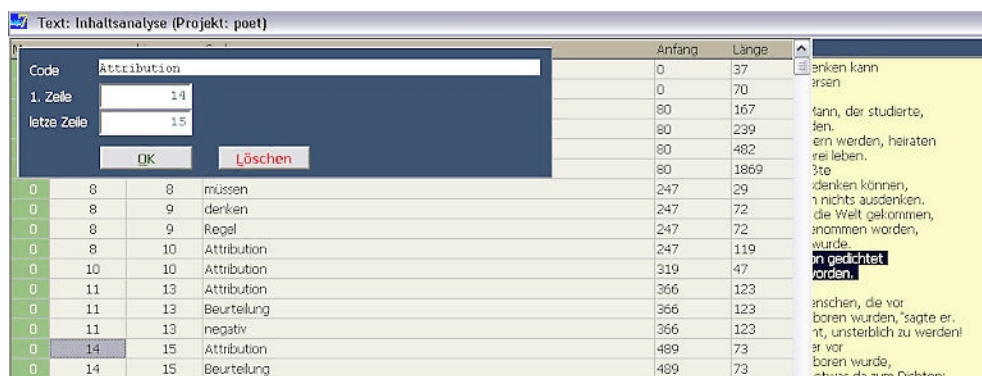 Text: Inhaltsanalyse (Projekt: poet)
Anfang Länge
Code Attribution
1. Zeile 14
letze Zeile 15
OK Löschen
0 37
0 70
80 167
80 239
80 482
80 1869
0 8 8 müssen 247 29
0 8 9 denken 247 72
0 8 9 Regel 247 72
0 8 10 Attribution 247 119
0 10 10 Attribution 319 47
0 11 13 Attribution 366 123
0 11 13 Beurteilung 366 123
0 11 13 negativ 366 123
0 14 15 Attribution 489 73
0 14 15 Beurteilung 489 73
enken kann
ersen
Mann, der studierte,
den.
ern werden, heiraten
rei leben.
ßte
sdenken können,
n nichts ausdenken.
die Welt gekommen,
enommen worden,
wurde.
on gedichtet
worden.
enschen, die vor
boren wurden,"sagte er.
ht, unsterblich zu werden!
er vor
boren wurde,